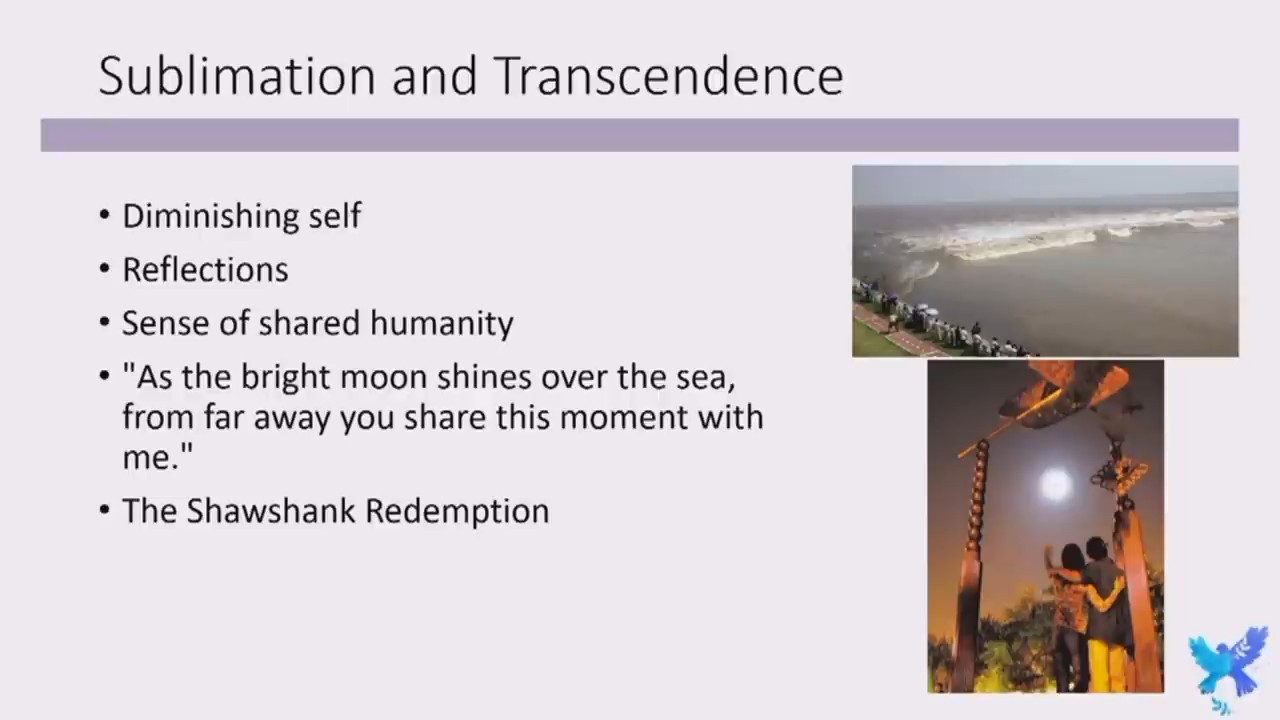 Sublimation and Transcendence
• Diminishing self
• Reflections
• Sense of shared humanity
• "As the bright moon shines over the sea,
from far away you share this moment with
me."
• The Shawshank Redemption